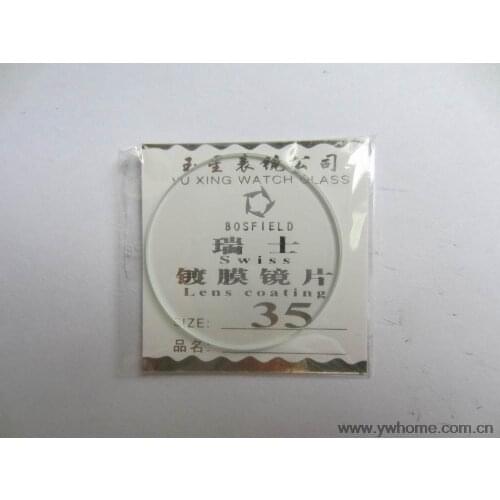 玉星表镜公司
YU XING WATCH GLASS
BOSFIELD
瑞士
Swiss
镀膜镜片
Lens coating
SIZE: 35
品名:
www.ywhome.com.cn